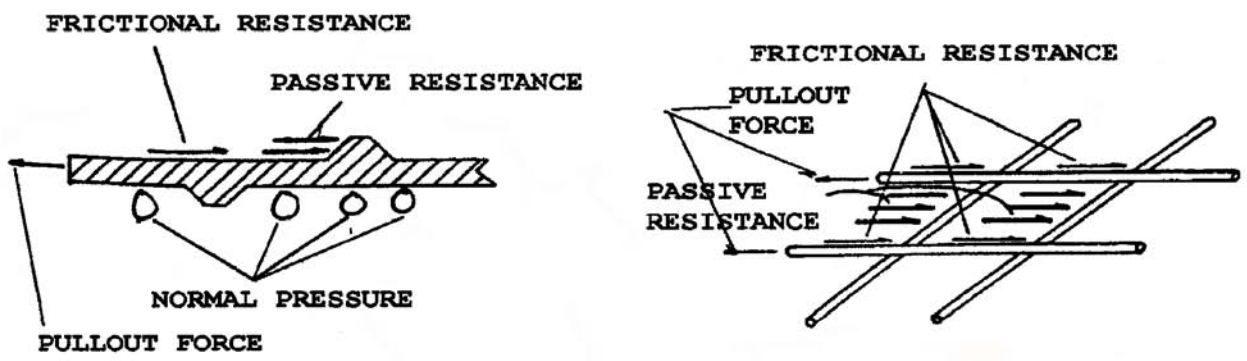 FRICTIONAL RESISTANCE
PASSIVE RESISTANCE
NORMAL PRESSURE
PULLOUT FORCE
FRICTIONAL RESISTANCE
PULLOUT
FORCE
PASSIVE
RESISTANCE